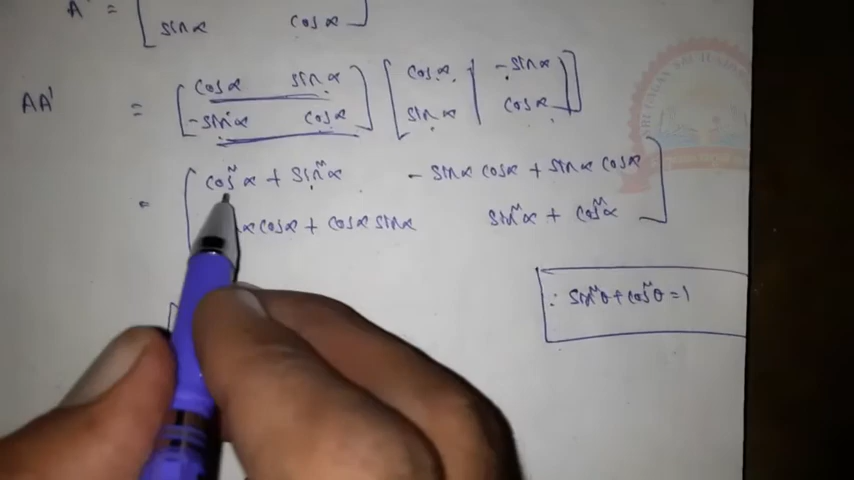 A' = [ sinα cosα ]
AA' = [ cosα sinα -sinα cosα ] [ cosα -sinα sinα cosα ]
= [ cos²α + sin²α - sinα cosα + sinα cosα
α cosα + cosα sinα sin²α + cos²α ]
∵ sin²θ + cos²θ = 1